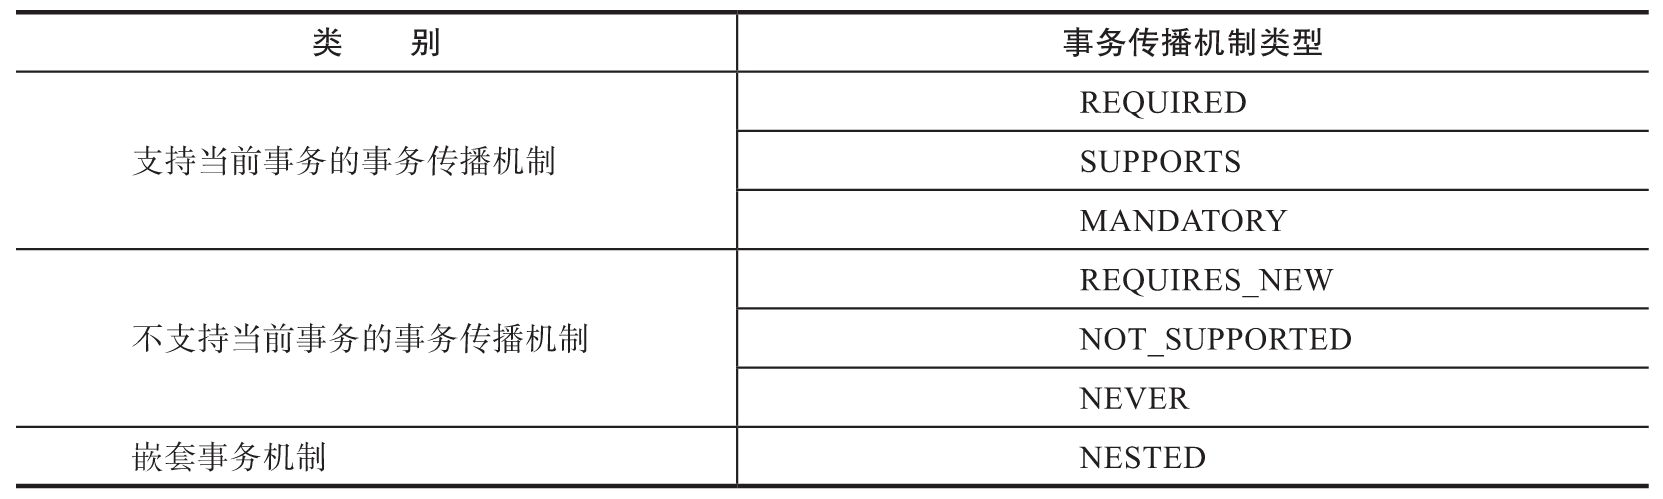 类 别 事务传播机制类型
支持当前事务的事务传播机制 REQUIRED
SUPPORTS
MANDATORY
不支持当前事务的事务传播机制 REQUIRES_NEW
NOT_SUPPORTED
NEVER
嵌套事务机制 NESTED